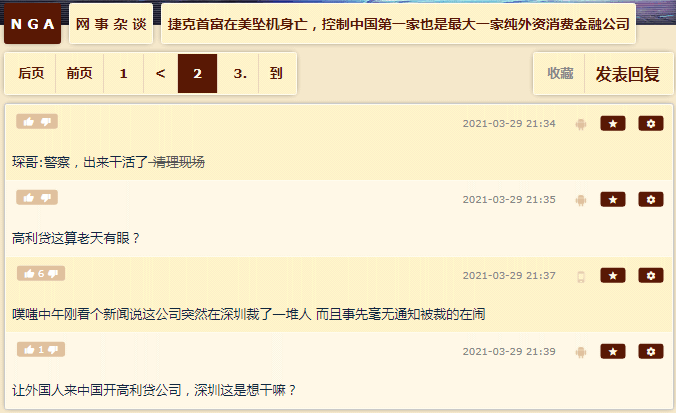 NGA 网事杂谈 捷克首富在美坠机身亡，控制中国第一家也是最大一家纯外资消费金融公司
后页 前页 1 < 2 3. 到 收藏 发表回复
2021-03-29 21:34
琛哥:警察，出来干活了 清理现场
2021-03-29 21:35
高利贷这算老天有眼？
6 2021-03-29 21:37
噗嗤中午刚看个新闻说这公司突然在深圳裁了一堆人 而且事先毫无通知被裁的在闹
1 2021-03-29 21:39
让外国人来中国开高利贷公司，深圳这是想干嘛？